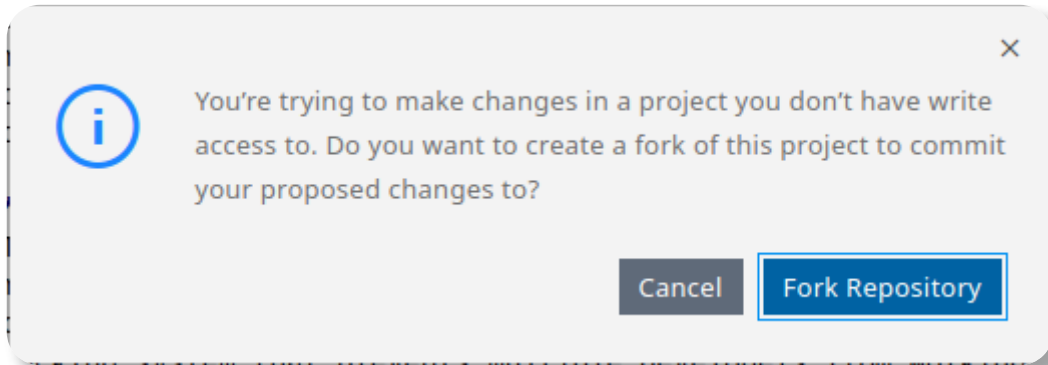 You’re trying to make changes in a project you don’t have write
access to. Do you want to create a fork of this project to commit
your proposed changes to?
Cancel
Fork Repository